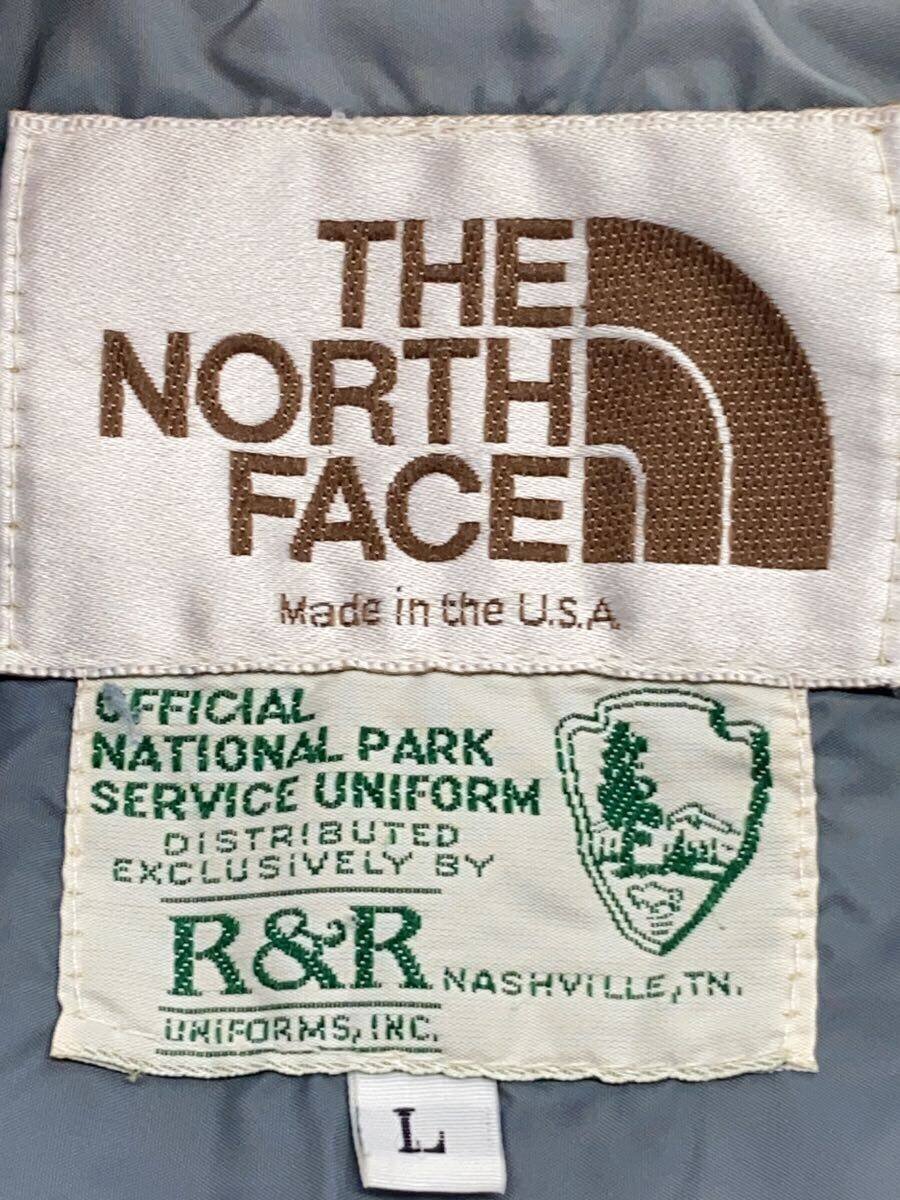 THE
NORTH
FACE
Made in the U.S.A.
OFFICIAL
NATIONAL PARK
SERVICE UNIFORM
DISTRIBUTED
EXCLUSIVELY BY
R&R
UNIFORMS, INC.
NASHVILLE, TN.
L